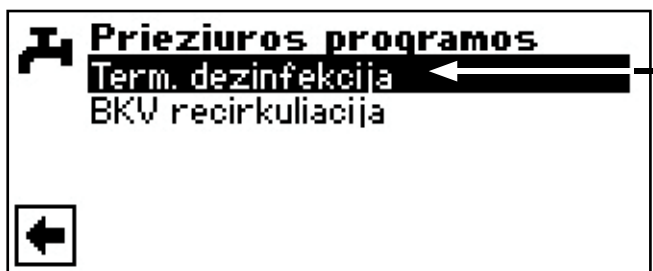 Prieziuros programos
Term. dezinfekcija
BKV recirkuliacija